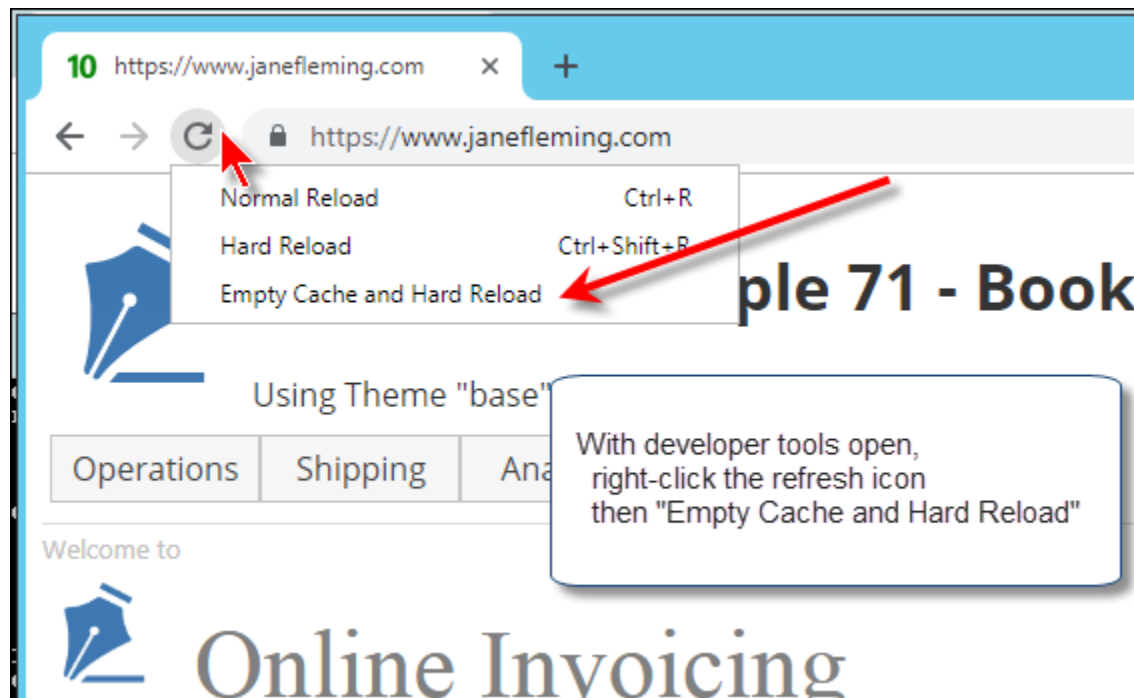 10 https://www.janefleming.com
https://www.janefleming.com
Normal Reload Ctrl+R
Hard Reload Ctrl+Shift+R
Empty Cache and Hard Reload
ple 71 - Book
Using Theme "base"
Operations Shipping Ana
With developer tools open,
right-click the refresh icon
then "Empty Cache and Hard Reload"
Welcome to
Online Invoicing